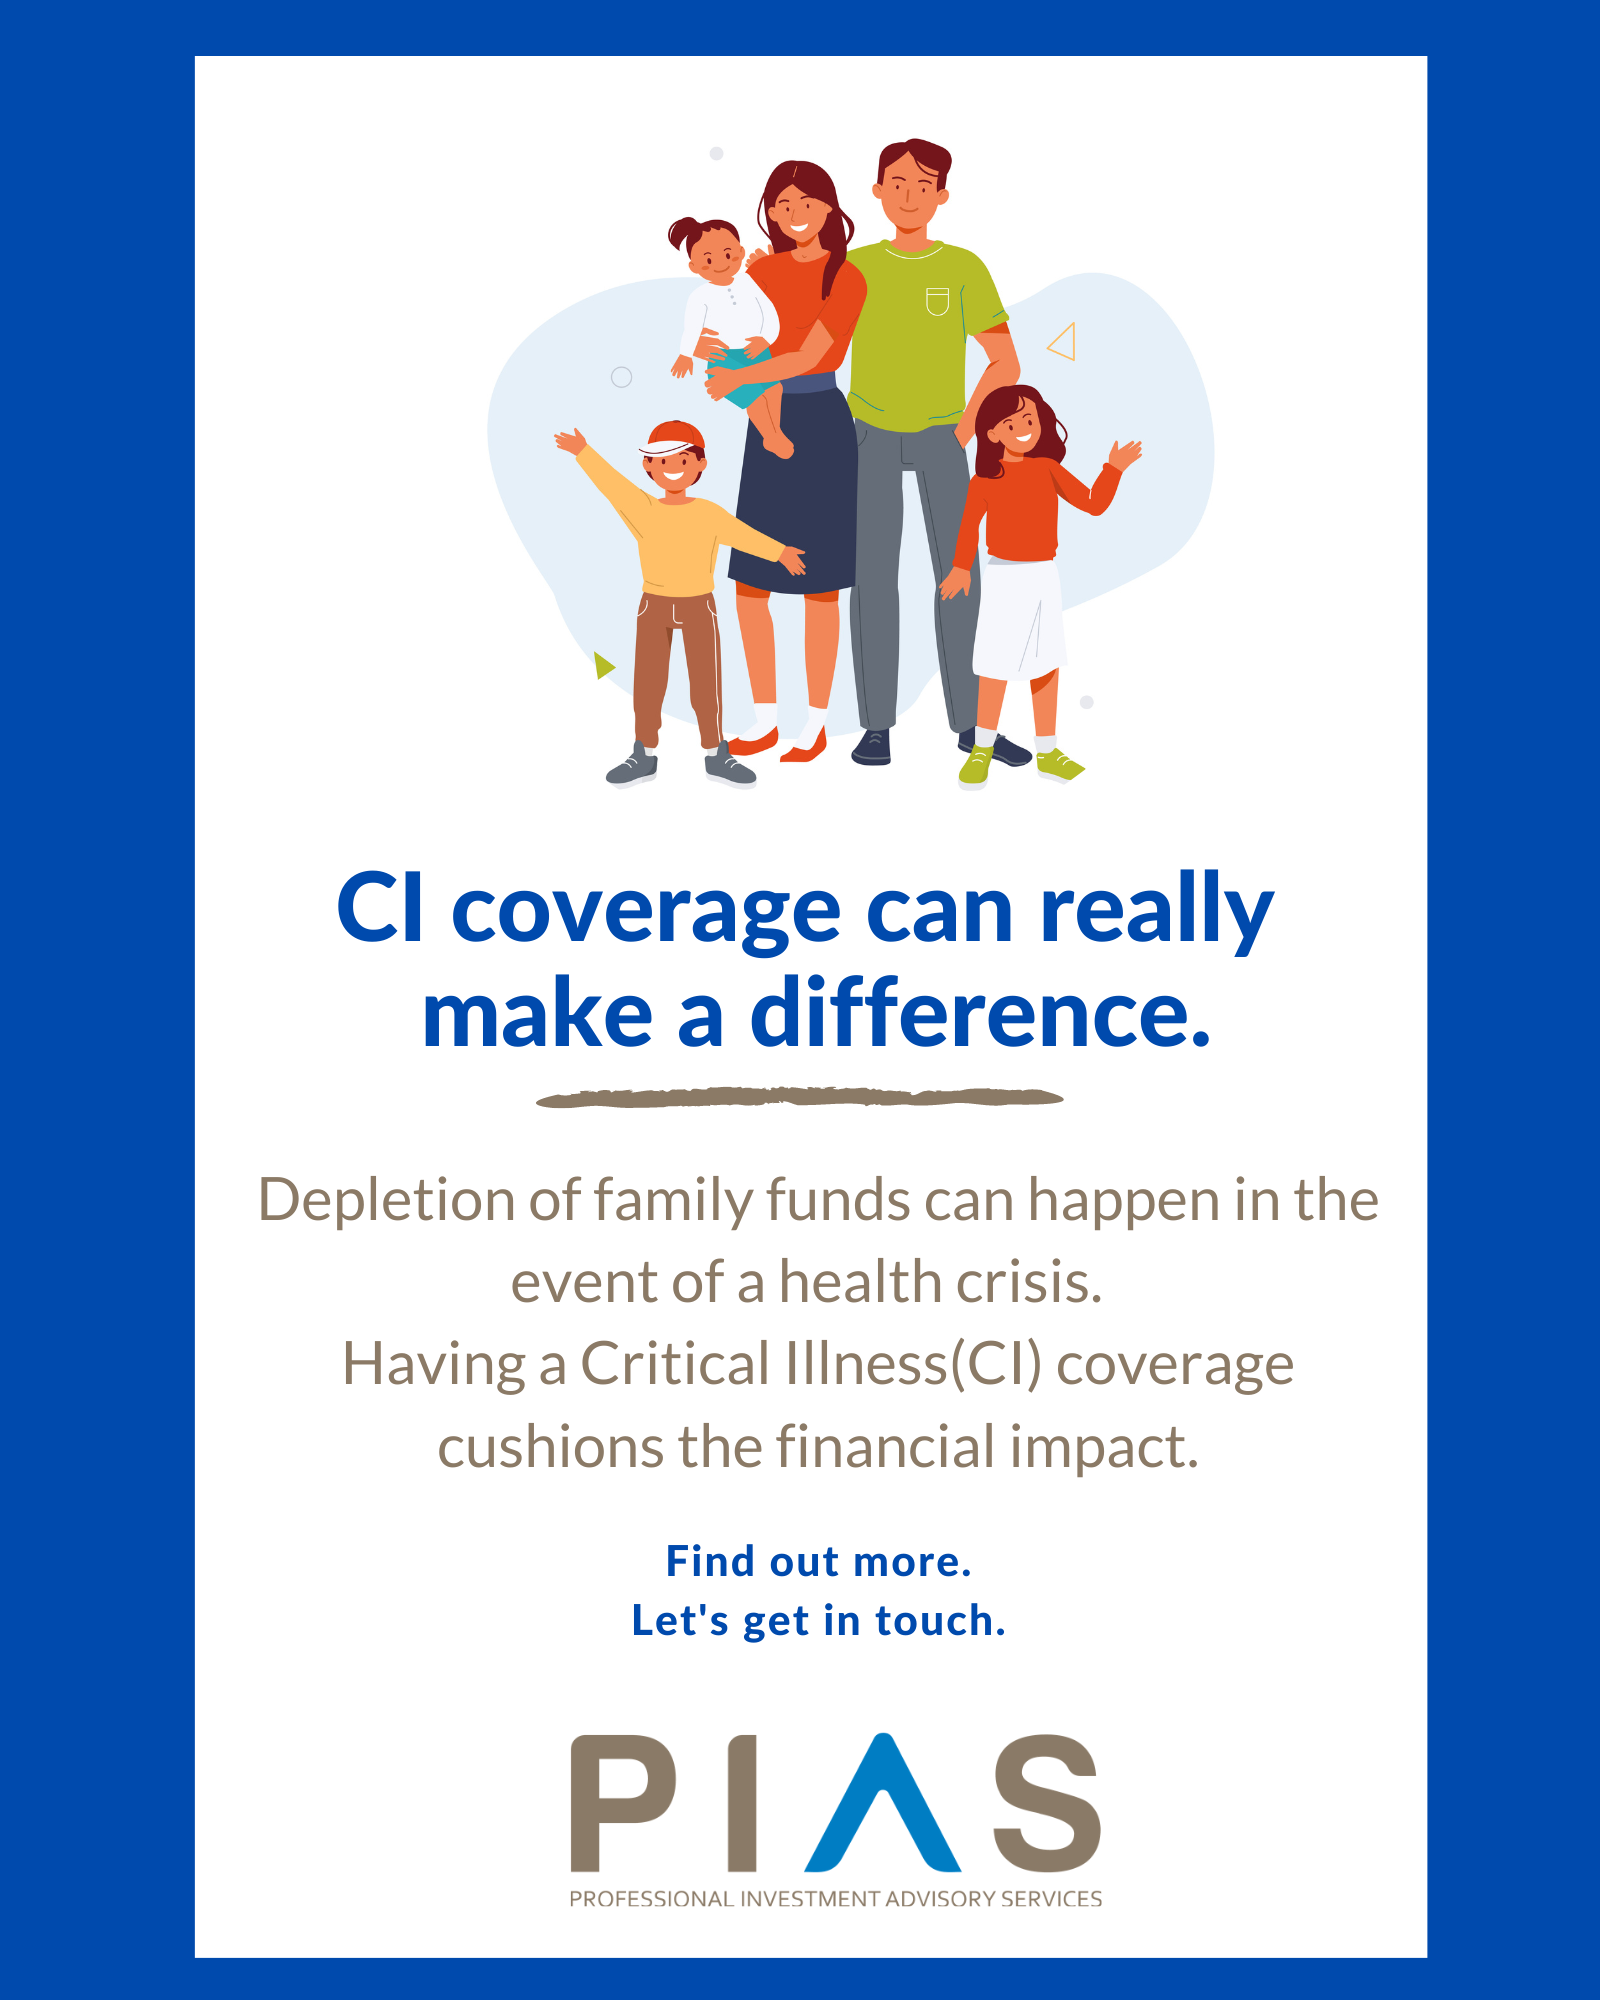 CI coverage can really
make a difference.
Depletion of family funds can happen in the
event of a health crisis.
Having a Critical Illness(CI) coverage
cushions the financial impact.
Find out more.
Let's get in touch.
PIAS
PROFESSIONAL INVESTMENT ADVISORY SERVICES